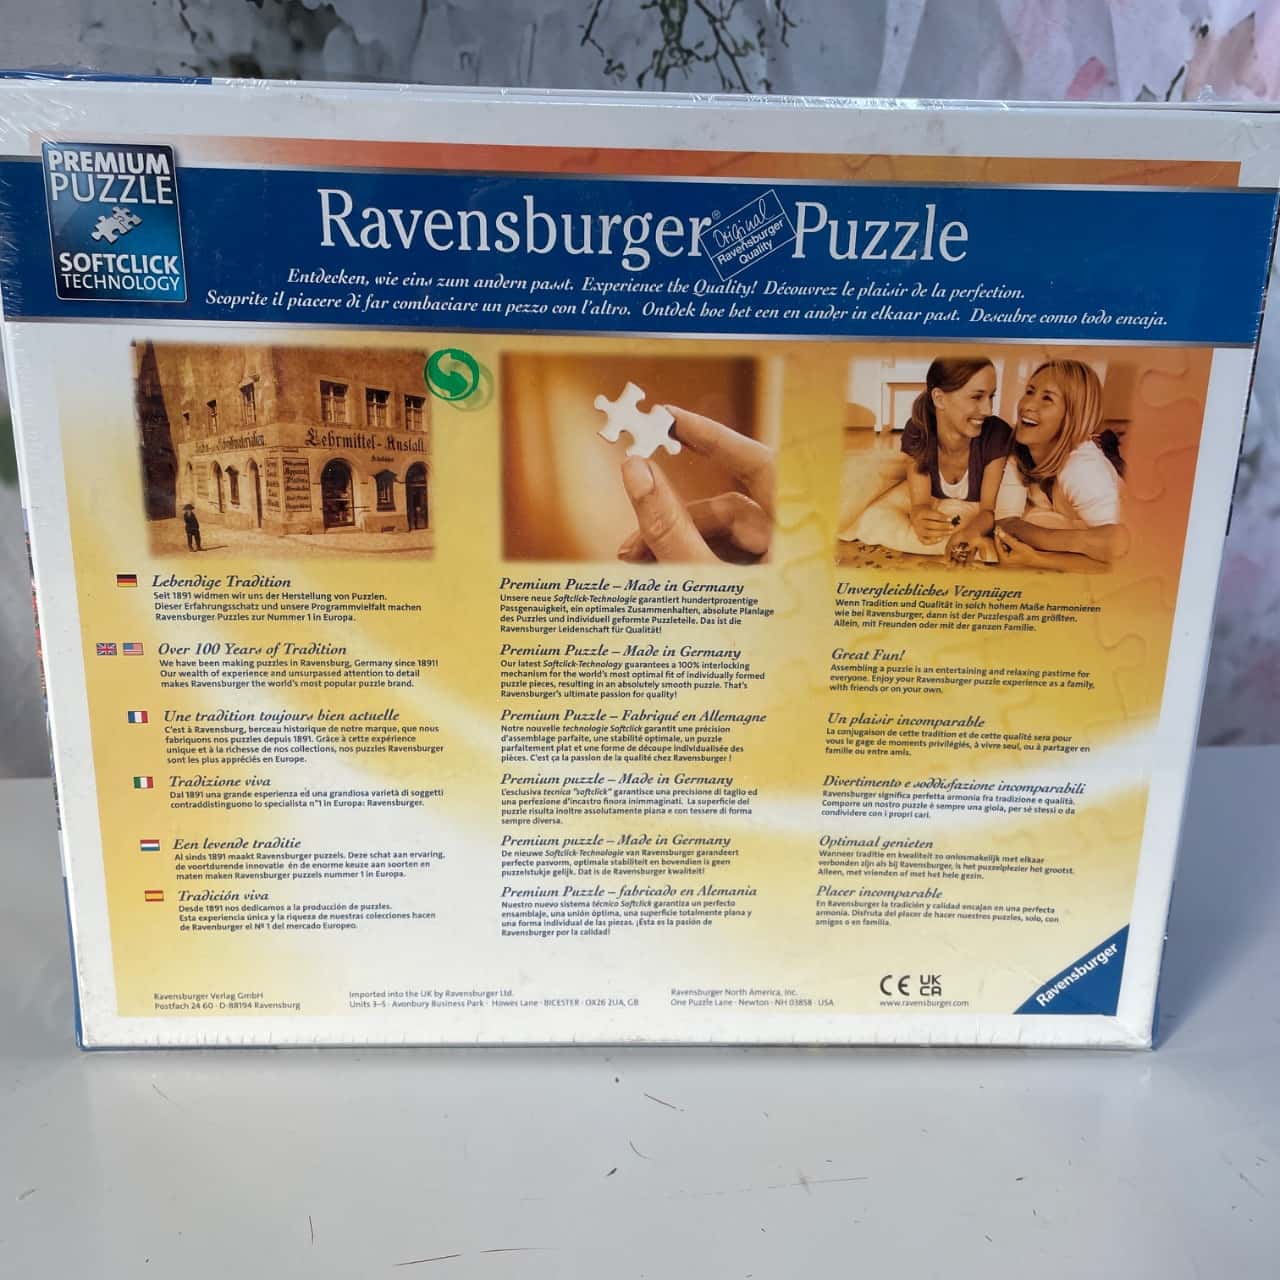 PREMIUM
PUZZLE
SOFTCLICK
TECHNOLOGY
Ravensburger® Puzzle
Original
Ravensburger
Quality
Entdecken, wie eins zum andern passt. Experience the Quality! Découvrez le plaisir de la perfection.
Scoprite il piacere di far combaciare un pezzo con l'altro. Ontdek hoe het een en ander in elkaar past. Descubre como todo encaja.
Lehrmittel-Anstalt.
Lebendige Tradition
Seit 1891 widmen wir uns der Herstellung von Puzzlen.
Dieser Erfahrungsschatz und unsere Programmvielfalt machen
Ravensburger Puzzles zur Nummer 1 in Europa.
Over 100 Years of Tradition
We have been making puzzles in Ravensburg, Germany since 1891!
Our wealth of experience and unsurpassed attention to detail
makes Ravensburger the world's most popular puzzle brand.
Une tradition toujours bien actuelle
C'est à Ravensburg, berceau historique de notre marque, que nous
fabriquons nos puzzles depuis 1891. Grâce à cette expérience
unique et à la richesse de nos collections, nos puzzles Ravensburger
sont les plus appréciés en Europe.
Tradizione viva
Dal 1891 una grande esperienza ed una grandiosa varietà di soggetti
contraddistinguono lo specialista n°1 in Europa: Ravensburger.
Een levende traditie
Al sinds 1891 maakt Ravensburger puzzels. Deze schat aan ervaring,
de voortdurende innovatie én de enorme keuze aan soorten en
maten maken Ravensburger puzzels nummer 1 in Europa.
Tradición viva
Desde 1891 nos dedicamos a la producción de puzzles.
Esta experiencia única y la riqueza de nuestras colecciones hacen
de Ravenburger el Nº 1 del mercado Europeo.
Premium Puzzle – Made in Germany
Unsere neue Softclick-Technologie garantiert hundertprozentige
Passgenauigkeit, ein optimales Zusammenhalten, absolute Planlage
des Puzzles und individuell geformte Puzzleteile. Das ist die
Ravensburger Leidenschaft für Qualität!
Premium Puzzle – Made in Germany
Our latest Softclick-Technology guarantees a 100% interlocking
mechanism for the world's most optimal fit of individually formed
puzzle pieces, resulting in an absolutely smooth puzzle. That's
Ravensburger's ultimate passion for quality!
Premium Puzzle – Fabriqué en Allemagne
Notre nouvelle technologie Softclick garantit une précision
d'assemblage parfaite, une stabilité optimale, un puzzle
parfaitement plat et une forme de découpe individualisée des
pièces. C'est ça la passion de la qualité chez Ravensburger !
Premium puzzle – Made in Germany
L'esclusiva tecnica "softclick" garantisce una precisione di taglio ed
una perfezione d'incastro finora inimmaginati. La superficie del
puzzle risulta inoltre assolutamente piana e con tessere di forma
sempre diversa.
Premium puzzle – Made in Germany
De nieuwe Softclick-Technologie van Ravensburger garandeert
perfecte pasvorm, optimale stabiliteit en bovendien is geen
puzzelstukje gelijk. Dat is de Ravensburger kwaliteit!
Premium Puzzle – fabricado en Alemania
Nuestro nuevo sistema técnico Softclick garantiza un perfecto
ensamblaje, una unión óptima, una superficie totalmente plana y
una forma individual de las piezas. ¡Esta es la pasión de
Ravensburger por la calidad!
Unvergleichliches Vergnügen
Wenn Tradition und Qualität in solch hohem Maße harmonieren
wie bei Ravensburger, dann ist der Puzzlespaß am größten.
Allein, mit Freunden oder mit der ganzen Familie.
Great Fun!
Assembling a puzzle is an entertaining and relaxing pastime for
everyone. Enjoy your Ravensburger puzzle experience as a family,
with friends or on your own.
Un plaisir incomparable
La conjugaison de cette tradition et de cette qualité sera pour
vous le gage de moments privilégiés, à vivre seul, ou à partager en
famille ou entre amis.
Divertimento e soddisfazione incomparabili
Ravensburger significa perfetta armonia fra tradizione e qualità.
Comporre un nostro puzzle è sempre una gioia, per sé stessi o da
condividere con i propri cari.
Optimaal genieten
Wanneer traditie en kwaliteit zo onlosmakelijk met elkaar
verbonden zijn als bij Ravensburger, is het puzzelplezier het grootst.
Alleen, met vrienden of met het hele gezin.
Placer incomparable
En Ravensburger la tradición y calidad encajan en una perfecta
armonía. Disfruta del placer de hacer nuestros puzzles, solo, con
amigos o en familia.
Ravensburger Verlag GmbH
Postfach 24 60 · D-88194 Ravensburg
Imported into the UK by Ravensburger Ltd.
Units 3–5 · Avonbury Business Park · Howes Lane · BICESTER · OX26 2UA, GB
Ravensburger North America, Inc.
One Puzzle Lane · Newton · NH 03858 · USA
CE UK
CA
www.ravensburger.com
Ravensburger